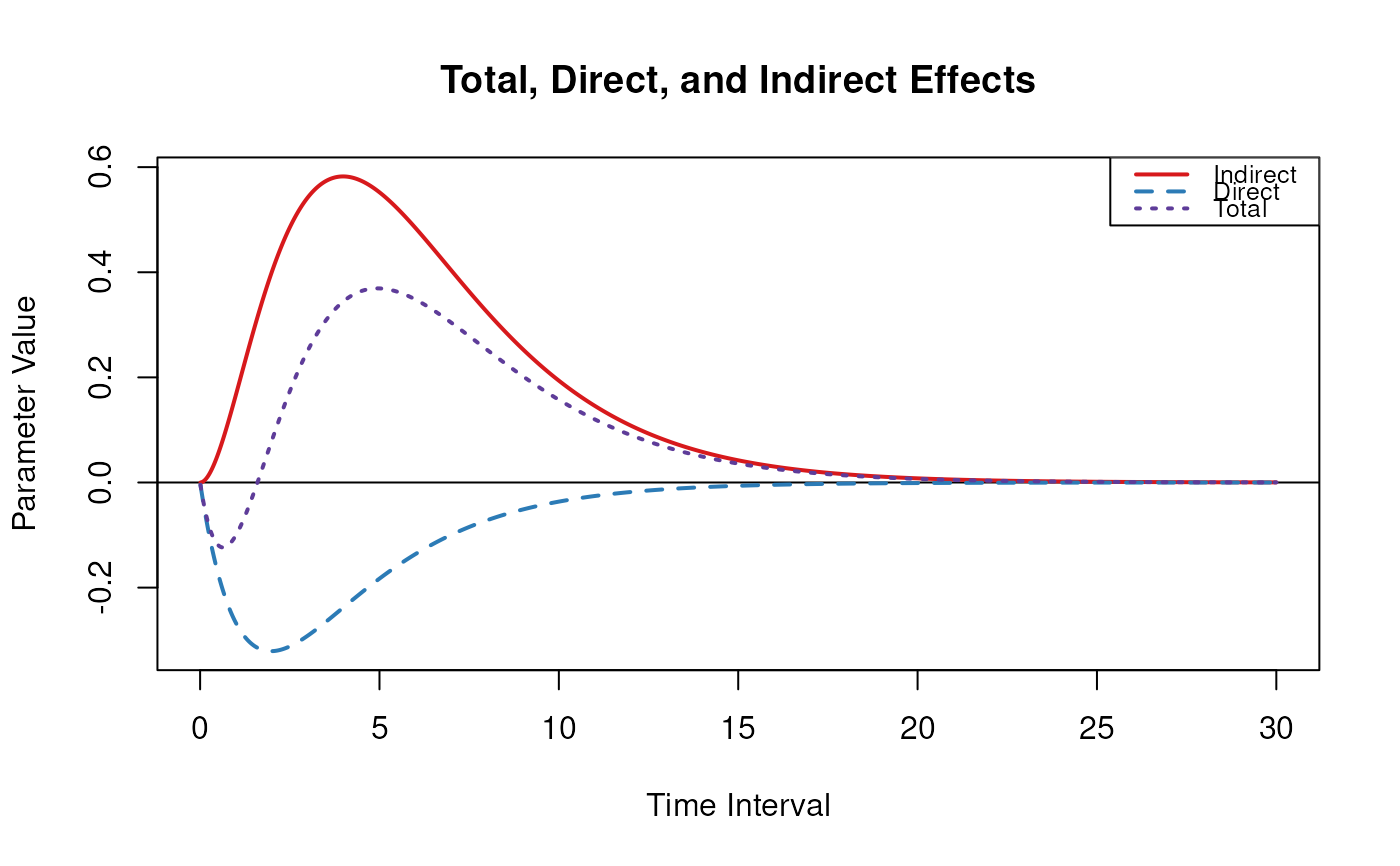 Total, Direct, and Indirect Effects
Parameter Value
0.6
0.4
0.2
0.0
-0.2
Indirect
Direct
Total
0 5 10 15 20 25 30
Time Interval